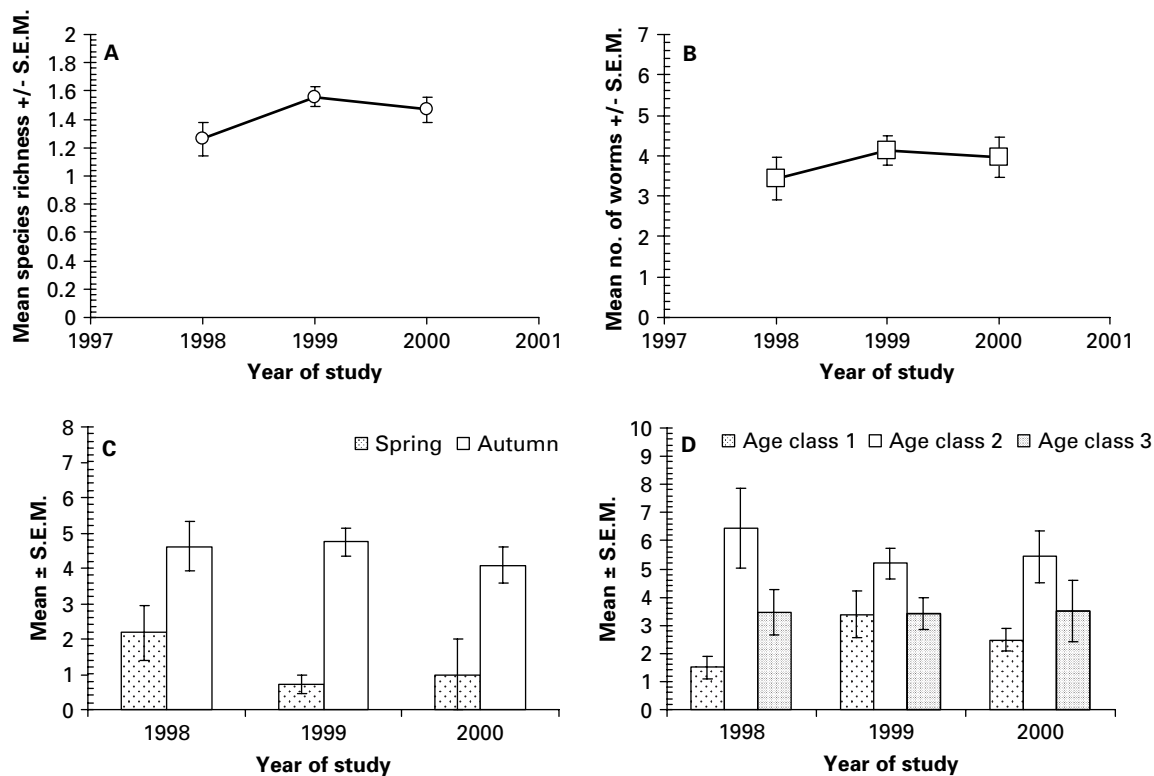 A
Mean species richness +/- S.E.M.
2
1.8
1.6
1.4
1.2
1
0.8
0.6
0.4
0.2
0
1997 1998 1999 2000 2001
Year of study
B
Mean no. of worms +/- S.E.M.
7
6
5
4
3
2
1
0
1997 1998 1999 2000 2001
Year of study
C
Spring Autumn
Mean ± S.E.M.
8
7
6
5
4
3
2
1
0
1998 1999 2000
Year of study
D
Age class 1 Age class 2 Age class 3
Mean ± S.E.M.
10
9
8
7
6
5
4
3
2
1
0
1998 1999 2000
Year of study